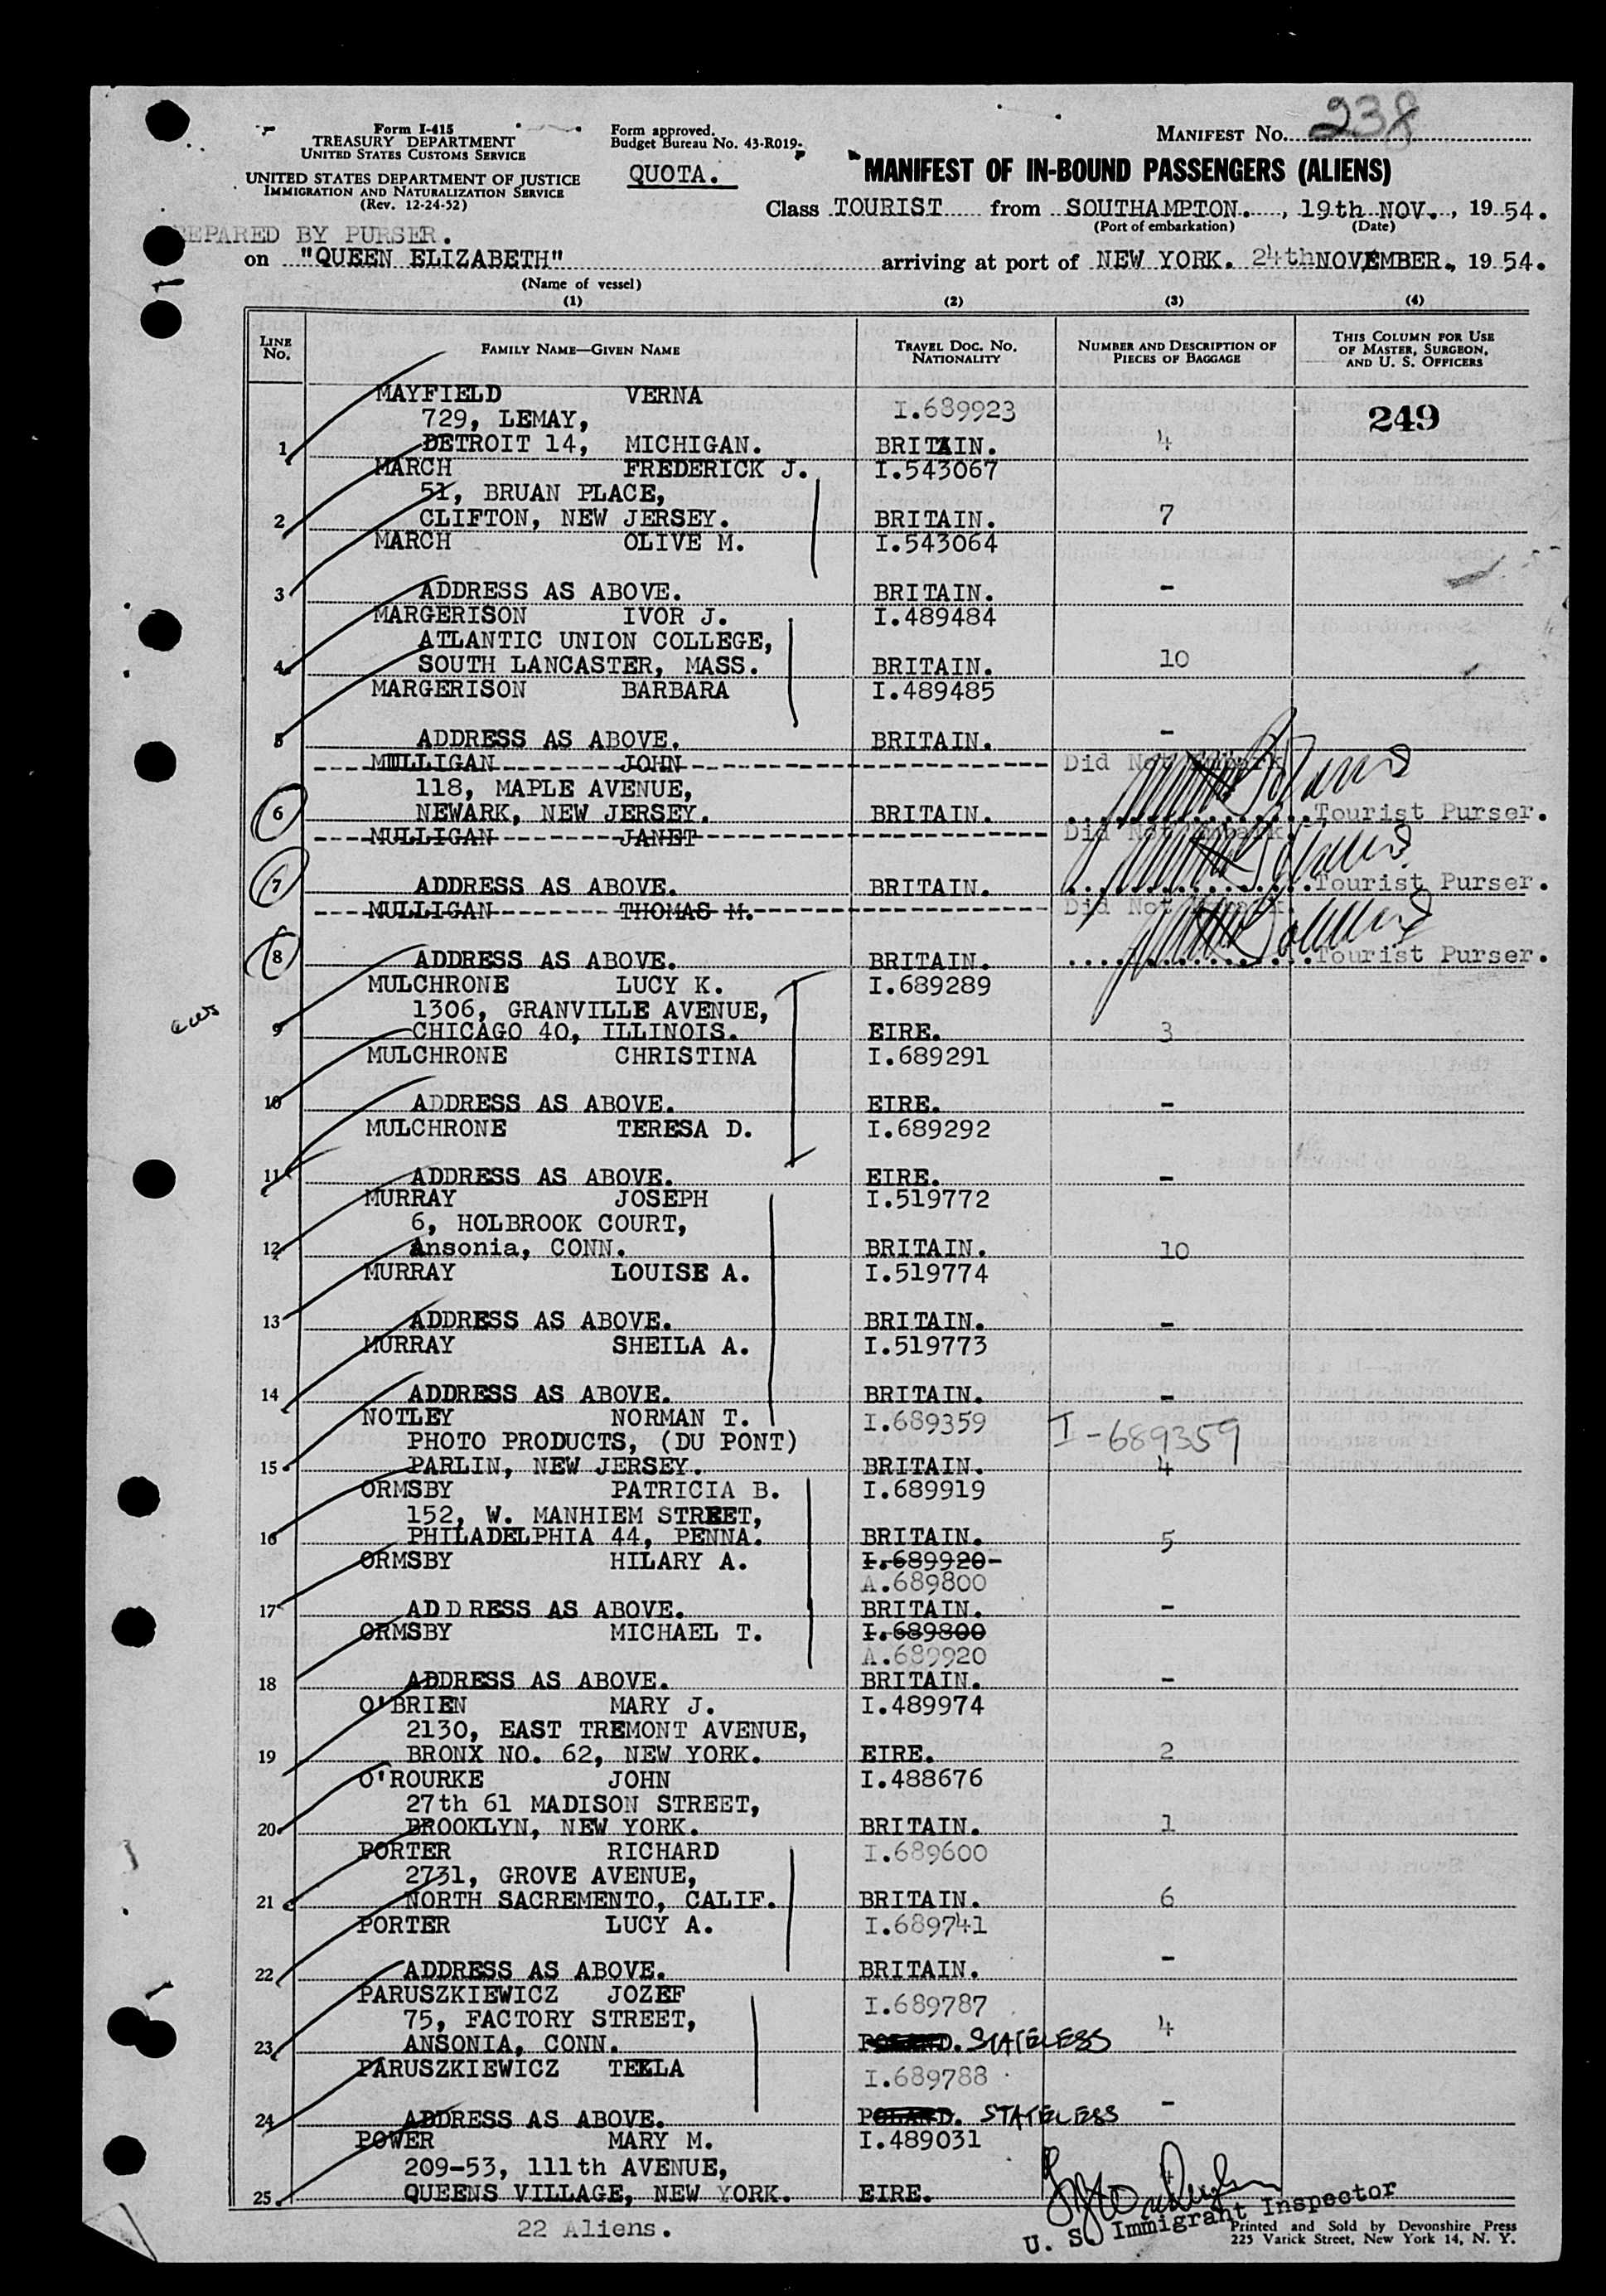 Form I-415
TREASURY DEPARTMENT
UNITED STATES CUSTOMS SERVICE
UNITED STATES DEPARTMENT OF JUSTICE
IMMIGRATION AND NATURALIZATION SERVICE
(Rev. 12-24-52)
Form approved.
Budget Bureau No. 43-R019.
QUOTA.
MANIFEST NO. 238
MANIFEST OF IN-BOUND PASSENGERS (ALIENS)
Class TOURIST from SOUTHAMPTON., 19th NOV., 1954.
(Port of embarkation) (Date)
PREPARED BY PURSER.
on "QUEEN ELIZABETH" arriving at port of NEW YORK. 24th NOVEMBER., 1954.
(Name of vessel)
(1) (2) (3) (4)
LINE NO. FAMILY NAME—GIVEN NAME TRAVEL DOC. NO. NATIONALITY NUMBER AND DESCRIPTION OF PIECES OF BAGGAGE THIS COLUMN FOR USE OF MASTER, SURGEON, AND U. S. OFFICERS
MAYFIELD VERNA I.689923
729, LEMAY, 249
1 DETROIT 14, MICHIGAN. BRITAIN. 4
MARCH FREDERICK J. I.543067
51, BRUAN PLACE,
2 CLIFTON, NEW JERSEY. BRITAIN. 7
MARCH OLIVE M. I.543064
3 ADDRESS AS ABOVE. BRITAIN. -
MARGERISON IVOR J. I.489484
ATLANTIC UNION COLLEGE,
4 SOUTH LANCASTER, MASS. BRITAIN. 10
MARGERISON BARBARA I.489485
5 ADDRESS AS ABOVE. BRITAIN. -
MULLIGAN JOHN Did Not Embark
118, MAPLE AVENUE,
6 NEWARK, NEW JERSEY. BRITAIN. Tourist Purser.
MULLIGAN JANET Did Not Embark.
7 ADDRESS AS ABOVE. BRITAIN. Tourist Purser.
MULLIGAN THOMAS M. Did Not Embark.
8 ADDRESS AS ABOVE. BRITAIN. Tourist Purser.
MULCHRONE LUCY K. I.689289
1306, GRANVILLE AVENUE,
9 CHICAGO 40, ILLINOIS. EIRE. 3
MULCHRONE CHRISTINA I.689291
10 ADDRESS AS ABOVE. EIRE. -
MULCHRONE TERESA D. I.689292
11 ADDRESS AS ABOVE. EIRE. -
MURRAY JOSEPH I.519772
6, HOLBROOK COURT,
12 Ansonia, CONN. BRITAIN. 10
MURRAY LOUISE A. I.519774
13 ADDRESS AS ABOVE. BRITAIN. -
MURRAY SHEILA A. I.519773
14 ADDRESS AS ABOVE. BRITAIN. -
NOTLEY NORMAN T. I.689359 I-689359
PHOTO PRODUCTS, (DU PONT)
15 PARLIN, NEW JERSEY. BRITAIN. 4
ORMSBY PATRICIA B. I.689919
152, W. MANHIEM STREET,
16 PHILADELPHIA 44, PENNA. BRITAIN. 5
ORMSBY HILARY A. I.689920
A.689800
17 ADDRESS AS ABOVE. BRITAIN. -
ORMSBY MICHAEL T. I.689800
A.689920
18 ADDRESS AS ABOVE. BRITAIN. -
O'BRIEN MARY J. I.489974
2130, EAST TREMONT AVENUE,
19 BRONX NO. 62, NEW YORK. EIRE. 2
O'ROURKE JOHN I.488676
27th 61 MADISON STREET,
20 BROOKLYN, NEW YORK. BRITAIN. 1
PORTER RICHARD I.689600
2731, GROVE AVENUE,
21 NORTH SACREMENTO, CALIF. BRITAIN. 6
PORTER LUCY A. I.689741
22 ADDRESS AS ABOVE. BRITAIN. -
PARUSZKIEWICZ JOZEF I.689787
75, FACTORY STREET, 4
23 ANSONIA, CONN. POLAND. STATELESS
PARUSZKIEWICZ TEKLA I.689788
24 ADDRESS AS ABOVE. POLAND. STATELESS -
POWER MARY M. I.489031
209-53, 111th AVENUE,
25 QUEENS VILLAGE, NEW YORK. EIRE.
22 Aliens.
U. S. Immigrant Inspector
Printed and Sold by Devonshire Press
225 Varick Street, New York 14, N. Y.